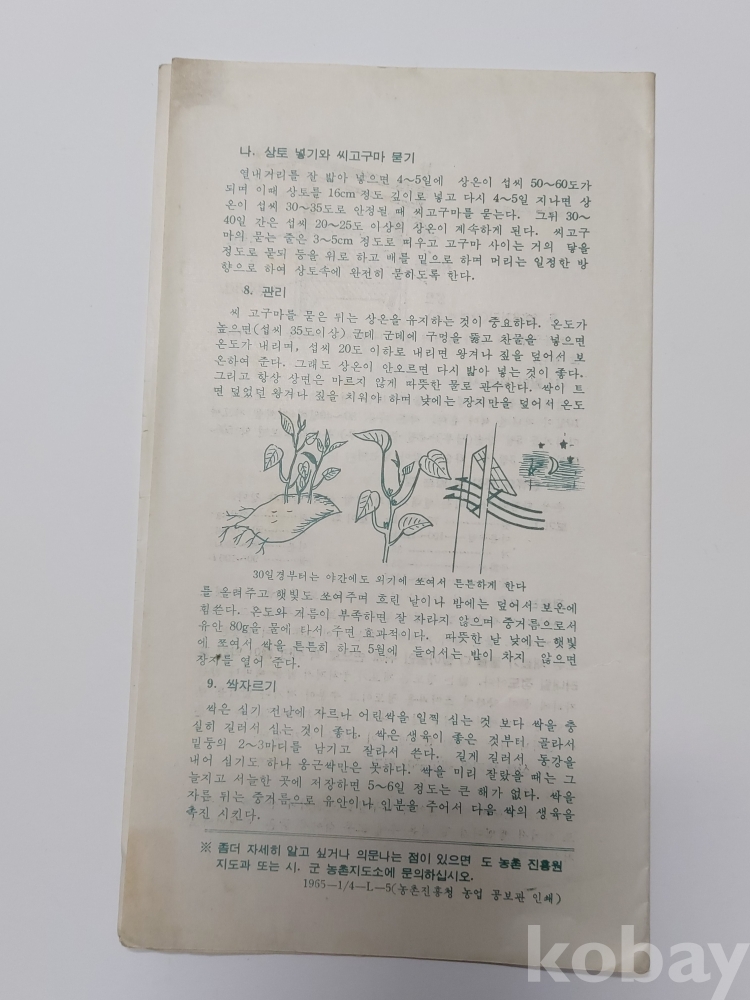 나. 상토 넣기와 씨고구마 묻기
열내거리를 잘 밟아 넣으면 4～5일에 상온이 섭씨 50～60도가
되며 이때 상토를 16cm 정도 깊이로 넣고 다시 4～5일 지나면 상
온이 섭씨 30～35도로 안정될 때 씨고구마를 묻는다. 그뒤 30～
40일 간은 섭씨 20～25도 이상의 상온이 계속하게 된다. 씨고구
마의 묻는 줄은 3～5cm 정도로 띄우고 고구마 사이는 거의 닿을
정도로 묻되 등을 위로 하고 배를 밑으로 하며 머리는 일정한 방
향으로 하여 상토속에 완전히 묻히도록 한다.
8. 관리
씨 고구마를 묻은 뒤는 상온을 유지하는 것이 중요하다. 온도가
높으면(섭씨 35도이상) 군데 군데에 구멍을 뚫고 찬물을 넣으면
온도가 내리며, 섭씨 20도 이하로 내리면 왕겨나 짚을 덮어서 보
온하여 준다. 그래도 상온이 안오르면 다시 밟아 넣는 것이 좋다.
그리고 항상 상면은 마르지 않게 따뜻한 물로 관수한다. 싹이 트
면 덮었던 왕겨나 짚을 치워야 하며 낮에는 장지만을 덮어서 온도
30일경부터는 야간에도 외기에 쪼여서 튼튼하게 한다
를 올려주고 햇빛도 쪼여주며 흐린 날이나 밤에는 덮어서 보온에
힘쓴다. 온도와 거름이 부족하면 잘 자라지 않으며 중거름으로서
유안 80g을 물에 타서 주면 효과적이다. 따뜻한 날 낮에는 햇빛
에 쪼여서 싹을 튼튼히 하고 5월에 들어서는 밤이 차지 않으면
장지를 열어 준다.
9. 싹자르기
싹은 심기 전날에 자르나 어린싹을 일찍 심는 것 보다 싹을 충
실히 길러서 심는 것이 좋다. 싹은 생육이 좋은 것부터 골라서
밑둥의 2～3마디를 남기고 잘라서 쓴다. 길게 길러서 동강을
내어 심기도 하나 웅근싹만은 못하다. 싹을 미리 잘랐을 때는 그
늘지고 서늘한 곳에 저장하면 5～6일 정도는 큰 해가 없다. 싹을
자른 뒤는 중거름으로 유안이나 인분을 주어서 다음 싹의 생육을
촉진 시킨다.
※ 좀더 자세히 알고 싶거나 의문나는 점이 있으면 도 농촌 진흥원
지도과 또는 시. 군 농촌지도소에 문의하십시오.
1965—1/4—L—5(농촌진흥청 농업 공보관 인쇄)
kobay